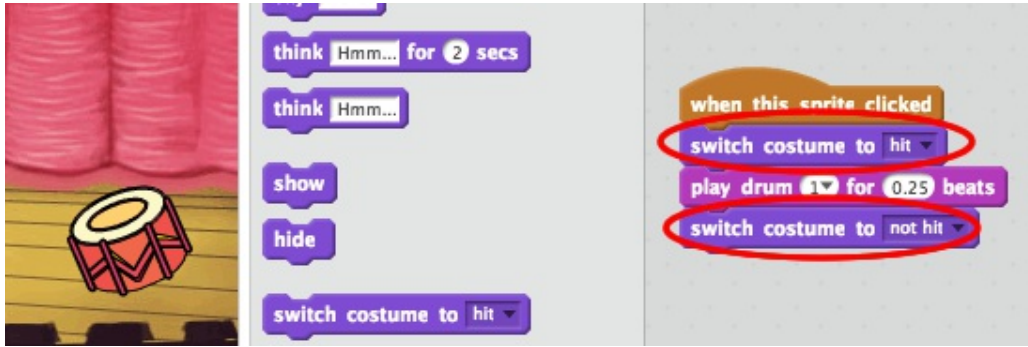 think Hmm... for 2 secs
think Hmm...
show
hide
switch costume to hit
when this sprite clicked
switch costume to hit
play drum 1 for 0.25 beats
switch costume to not hit